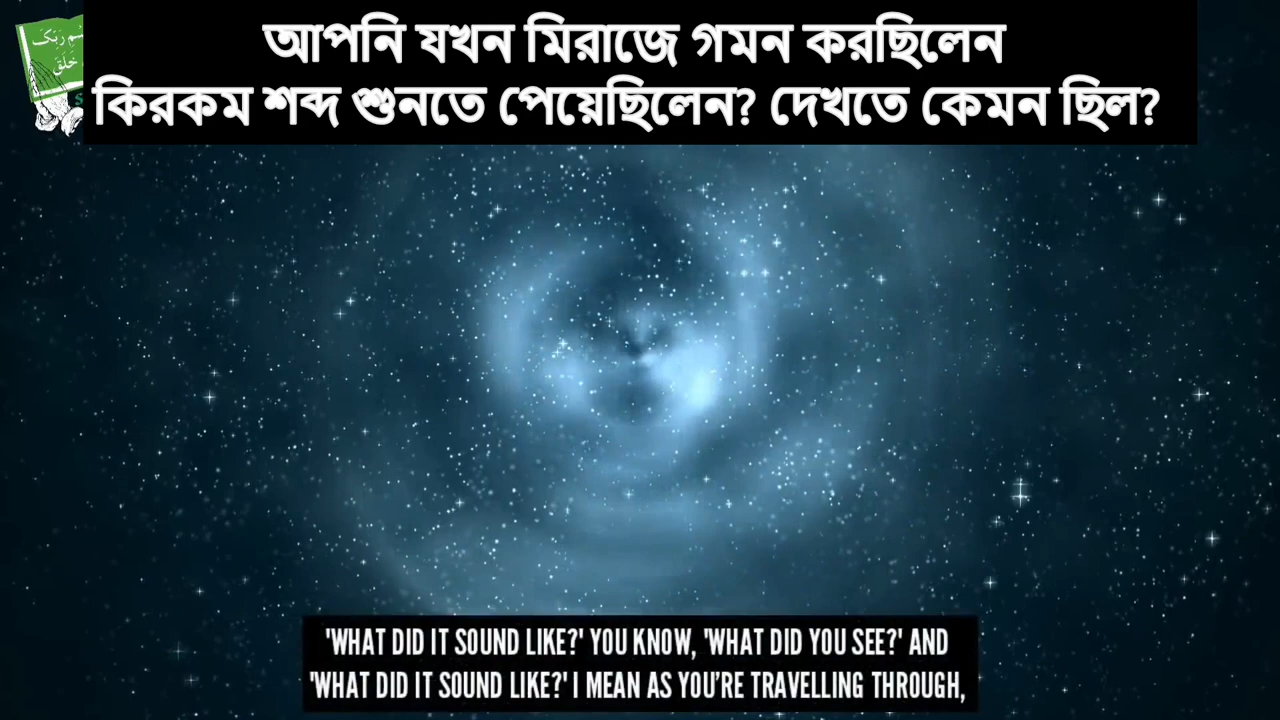 আপনি যখন মিরাজে গমন করছিলেন
কিরকম শব্দ শুনতে পেয়েছিলেন? দেখতে কেমন ছিল?
خلق
'WHAT DID IT SOUND LIKE?' YOU KNOW, 'WHAT DID YOU SEE?' AND
'WHAT DID IT SOUND LIKE?' I MEAN AS YOU'RE TRAVELLING THROUGH,